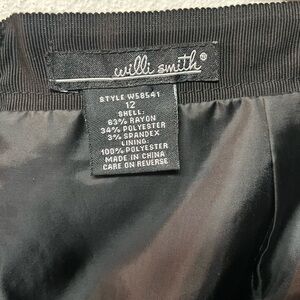 willi smith®
STYLE W58541
12
SHELL:
63% RAYON
34% POLYESTER
3% SPANDEX
LINING:
100% POLYESTER
MADE IN CHINA
CARE ON REVERSE